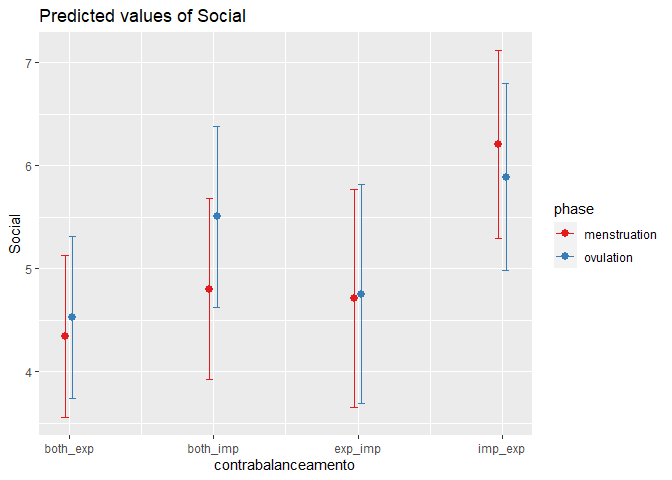 Predicted values of Social
7
6
5
4
Social
both_exp
both_imp
exp_imp
imp_exp
contrabalanceamento
phase
menstruation
ovulation